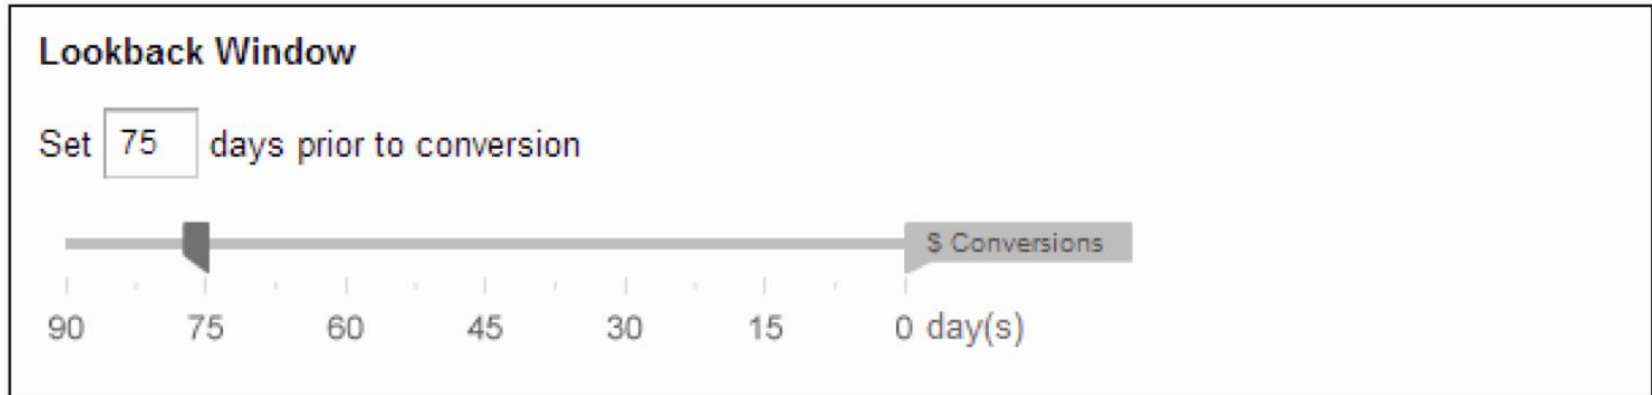 Lookback Window
Set 75 days prior to conversion
$ Conversions
90 75 60 45 30 15 0 day(s)